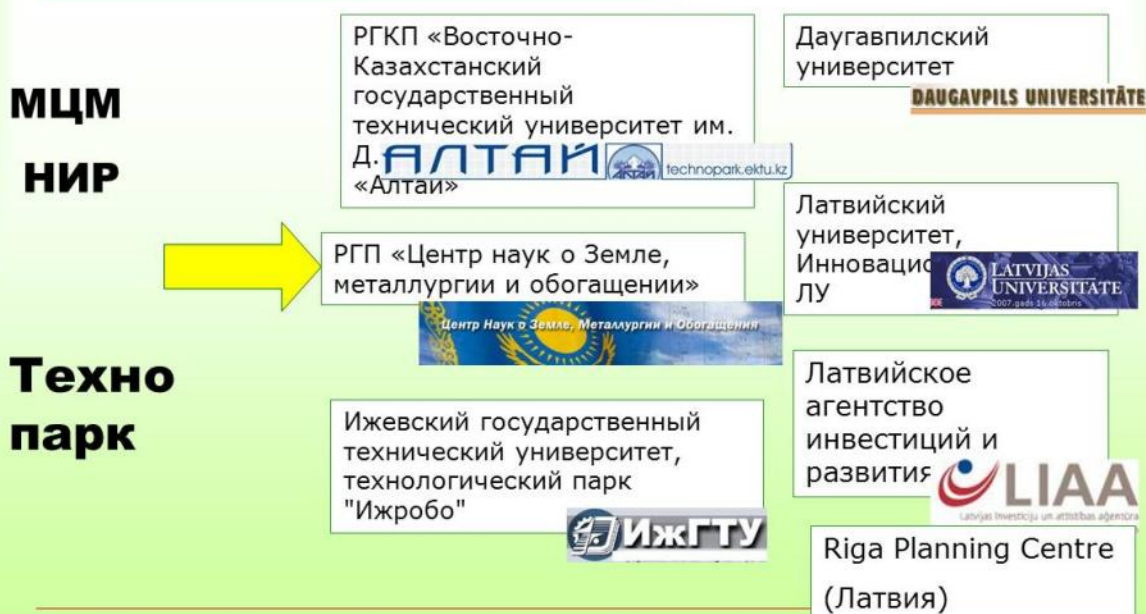 МЦМ
НИР
Техно
парк
РГКП «Восточно-
Казахстанский
государственный
технический университет им.
Д.
«Алтай»
АЛТАЙ
АЛТАЙ
technopark.ektu.kz
РГП «Центр наук о Земле,
металлургии и обогащении»
Центр Наук о Земле, Металлургии и Обогащения
Ижевский государственный
технический университет,
технологический парк
"Ижробо"
ИжГТУ
Даугавпилский
университет
DAUGAVPILS UNIVERSITĀTE
Латвийский
университет,
ЛУ
LATVIJAS
UNIVERSITĀTE
2007.gads 16.oktobris
Латвийское
агентство
инвестиций и
развития
LIAA
Latvijas Investīciju un attīstības aģentūra
Riga Planning Centre
(Латвия)